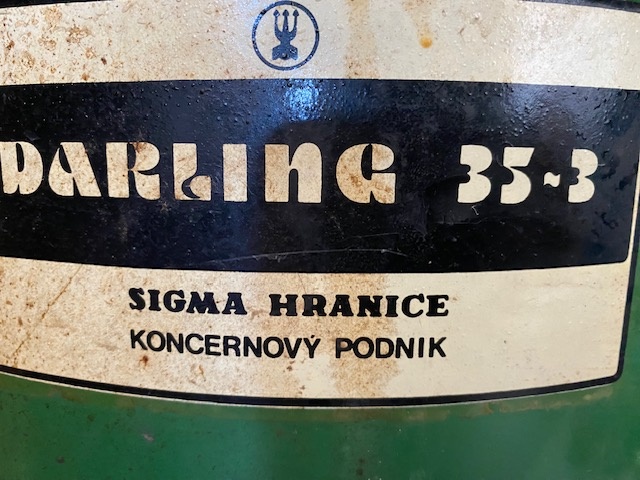 DARLING 35~3
SIGMA HRANICE
KONCERNOVÝ PODNIK